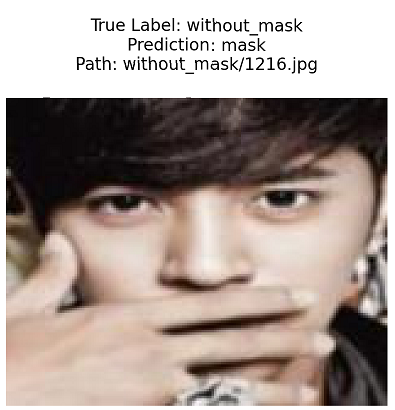 True Label: without_mask
Prediction: mask
Path: without_mask/1216.jpg